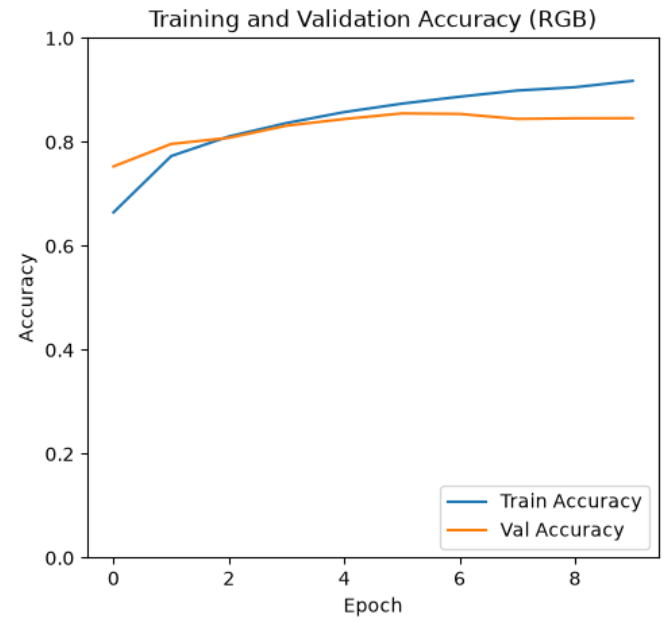 Training and Validation Accuracy (RGB)
1.0
0.8
0.6
0.4
0.2
0.0
Accuracy
Train Accuracy
Val Accuracy
0 2 4 6 8
Epoch